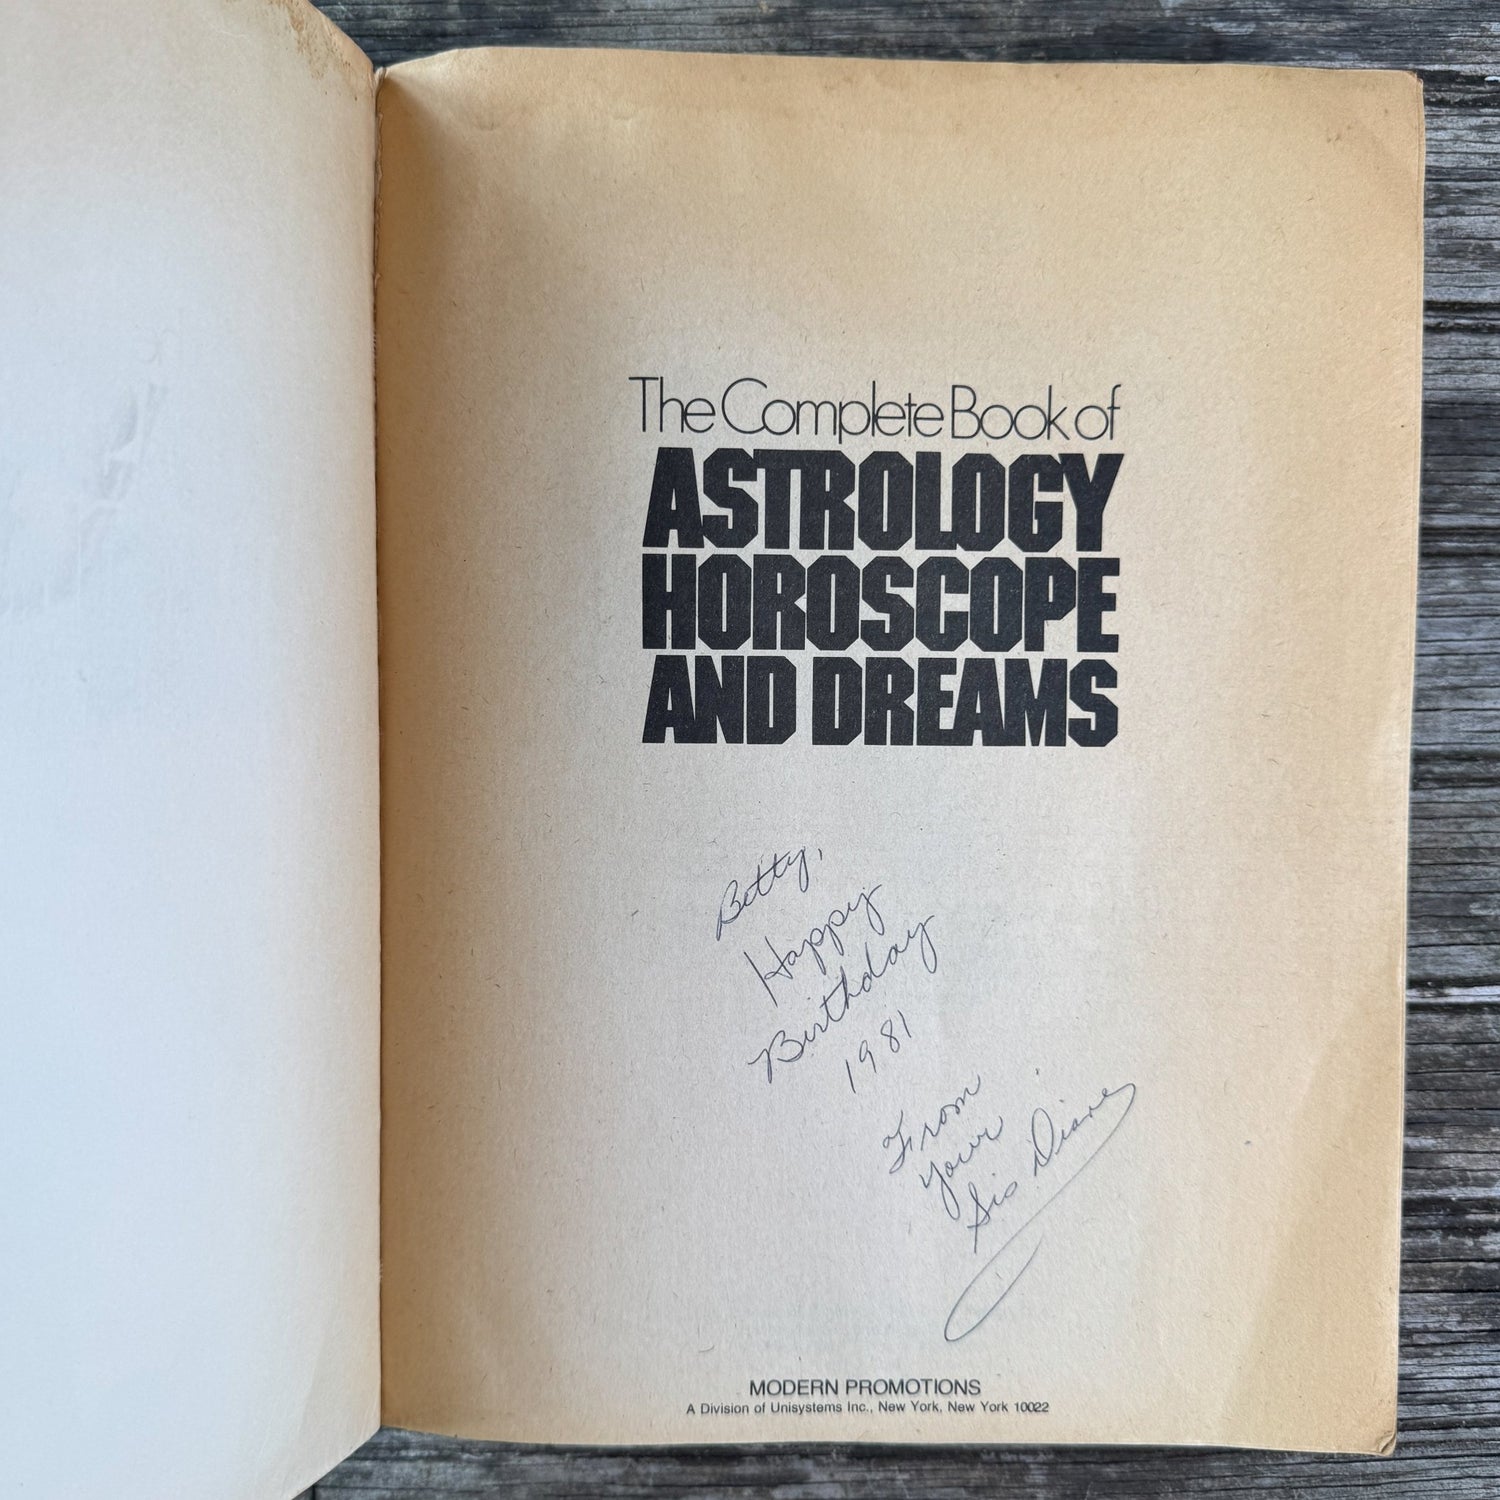 The Complete Book of
ASTROLOGY
HOROSCOPE
AND DREAMS
Betty,
Happy
Birthday
1981
From
your
Sis Diane
MODERN PROMOTIONS
A Division of Unisystems Inc., New York, New York 10022